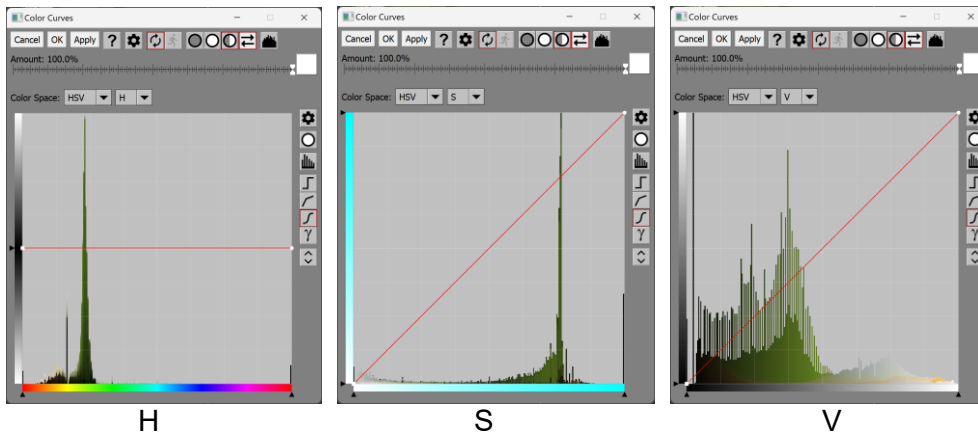 Color Curves
Cancel OK Apply ?
Amount: 100.0%
Color Space: HSV H
γ
H
Color Curves
Cancel OK Apply ?
Amount: 100.0%
Color Space: HSV S
γ
S
Color Curves
Cancel OK Apply ?
Amount: 100.0%
Color Space: HSV V
γ
V